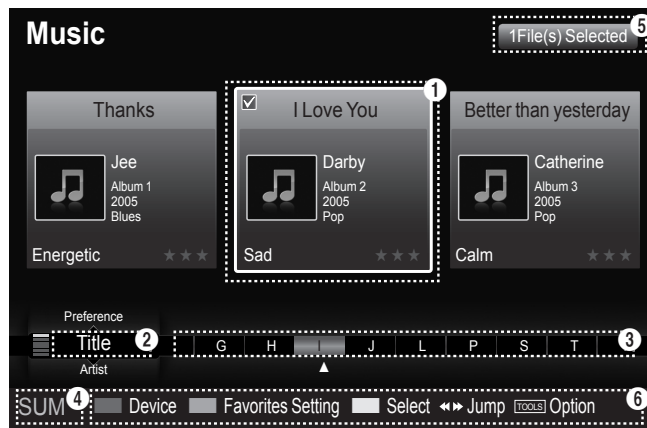 Music
1File(s) Selected
5
1
Thanks
I Love You
Better than yesterday
Jee
Album 1
2005
Blues
Darby
Album 2
2005
Pop
Catherine
Album 3
2005
Pop
Energetic
Sad
Calm
Preference
Title
2
G H I J L P S T
3
Artist
SUM
4
Device Favorites Setting Select Jump TOOLS Option
6